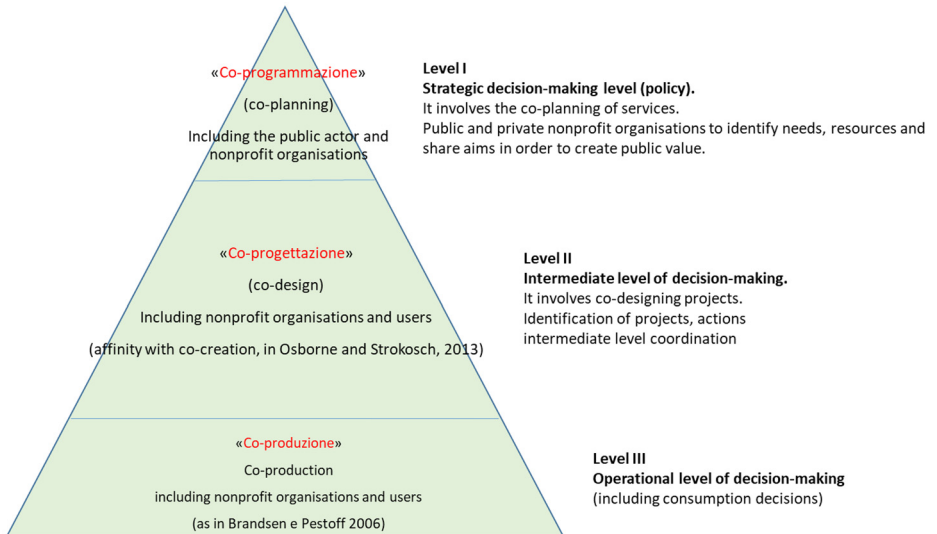 «Co-programmazione»
(co-planning)
Including the public actor and
nonprofit organisations
Level I
Strategic decision-making level (policy).
It involves the co-planning of services.
Public and private nonprofit organisations to identify needs, resources and
share aims in order to create public value.
«Co-progettazione»
(co-design)
Including nonprofit organisations and users
(affinity with co-creation, in Osborne and Strokosch, 2013)
Level II
Intermediate level of decision-making.
It involves co-designing projects.
Identification of projects, actions
intermediate level coordination
«Co-produzione»
Co-production
including nonprofit organisations and users
(as in Brandsen e Pestoff 2006)
Level III
Operational level of decision-making
(including consumption decisions)